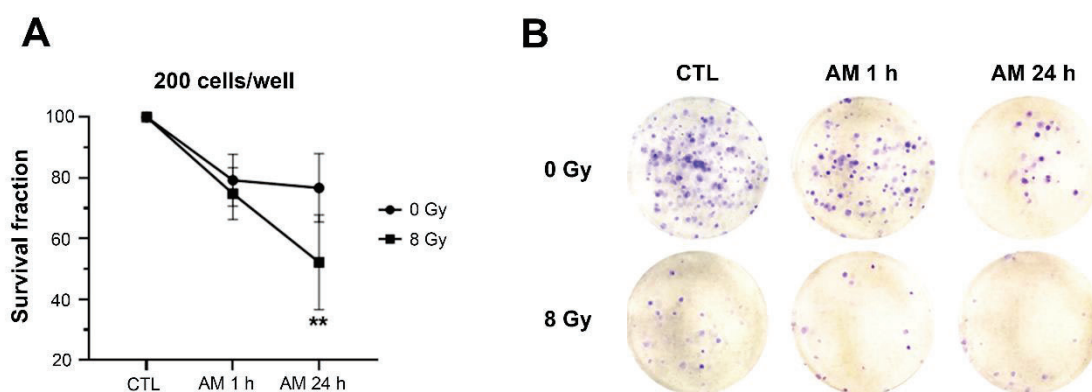 A
200 cells/well
Survival fraction
100
80
60
40
20
**
CTL
AM 1 h
AM 24 h
0 Gy
8 Gy
B
CTL
AM 1 h
AM 24 h
0 Gy
8 Gy